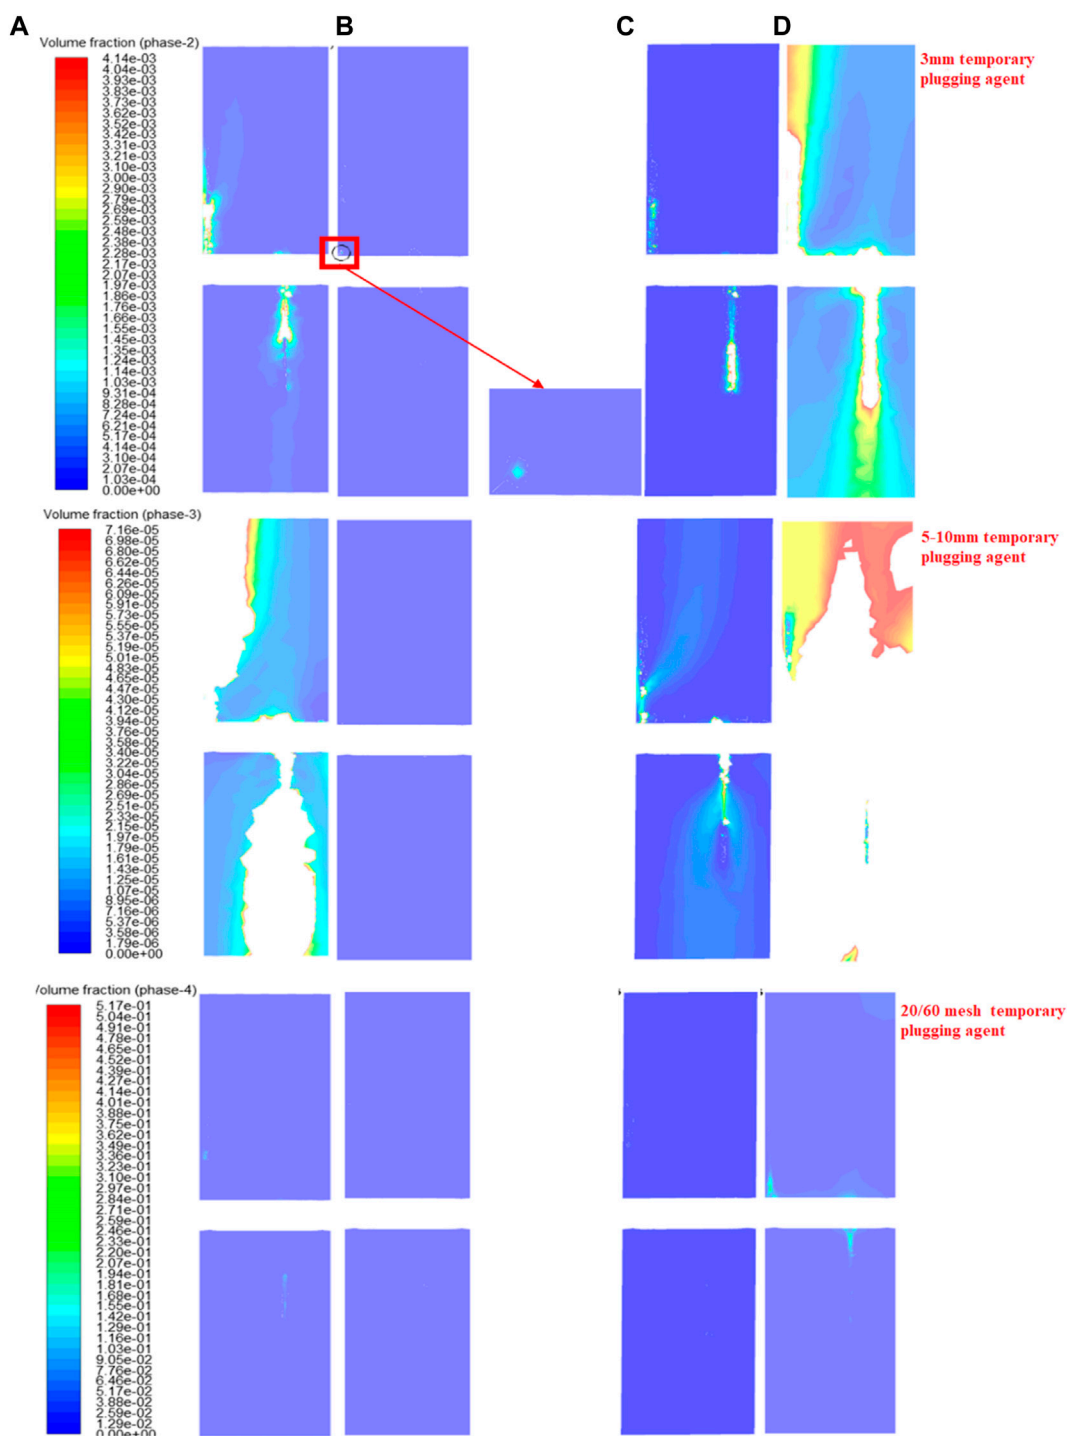 A
B
C
D
Volume fraction (phase-2)
4.14e-03
4.04e-03
3.93e-03
3.83e-03
3.73e-03
3.62e-03
3.52e-03
3.42e-03
3.31e-03
3.21e-03
3.10e-03
3.00e-03
2.90e-03
2.79e-03
2.69e-03
2.59e-03
2.48e-03
2.38e-03
2.28e-03
2.17e-03
2.07e-03
1.97e-03
1.86e-03
1.76e-03
1.66e-03
1.55e-03
1.45e-03
1.35e-03
1.24e-03
1.14e-03
1.03e-03
9.31e-04
8.28e-04
7.24e-04
6.21e-04
5.17e-04
4.14e-04
3.10e-04
2.07e-04
1.03e-04
0.00e+00
3mm temporary
plugging agent
Volume fraction (phase-3)
7.16e-05
6.98e-05
6.80e-05
6.62e-05
6.44e-05
6.26e-05
6.09e-05
5.91e-05
5.73e-05
5.55e-05
5.37e-05
5.19e-05
5.01e-05
4.83e-05
4.65e-05
4.47e-05
4.30e-05
4.12e-05
3.94e-05
3.76e-05
3.58e-05
3.40e-05
3.22e-05
3.04e-05
2.86e-05
2.69e-05
2.51e-05
2.33e-05
2.15e-05
1.97e-05
1.79e-05
1.61e-05
1.43e-05
1.25e-05
1.07e-05
8.95e-06
7.16e-06
5.37e-06
3.58e-06
1.79e-06
0.00e+00
5-10mm temporary
plugging agent
Volume fraction (phase-4)
5.17e-01
5.04e-01
4.91e-01
4.78e-01
4.65e-01
4.52e-01
4.39e-01
4.27e-01
4.14e-01
4.01e-01
3.88e-01
3.75e-01
3.62e-01
3.49e-01
3.36e-01
3.23e-01
3.10e-01
2.97e-01
2.84e-01
2.71e-01
2.59e-01
2.46e-01
2.33e-01
2.20e-01
2.07e-01
1.94e-01
1.81e-01
1.68e-01
1.55e-01
1.42e-01
1.29e-01
1.16e-01
1.03e-01
9.05e-02
7.76e-02
6.46e-02
5.17e-02
3.88e-02
2.59e-02
1.29e-02
0.00e+00
20/60 mesh temporary
plugging agent